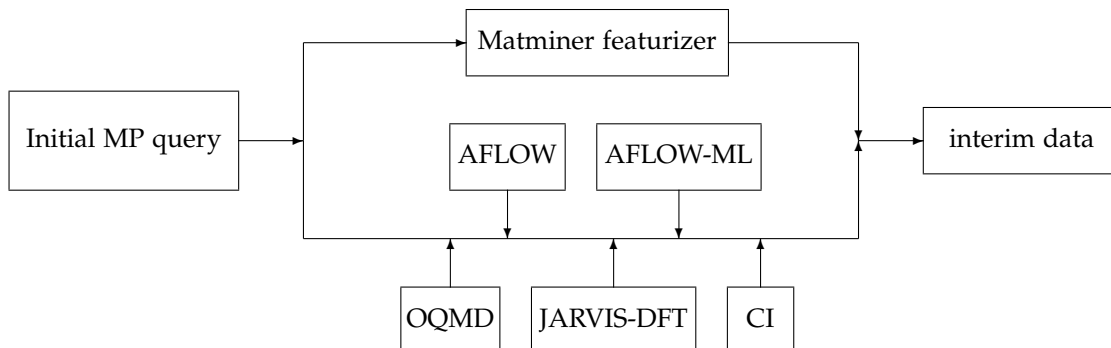 Matminer featurizer
Initial MP query
interim data
AFLOW
AFLOW-ML
OQMD
JARVIS-DFT
CI